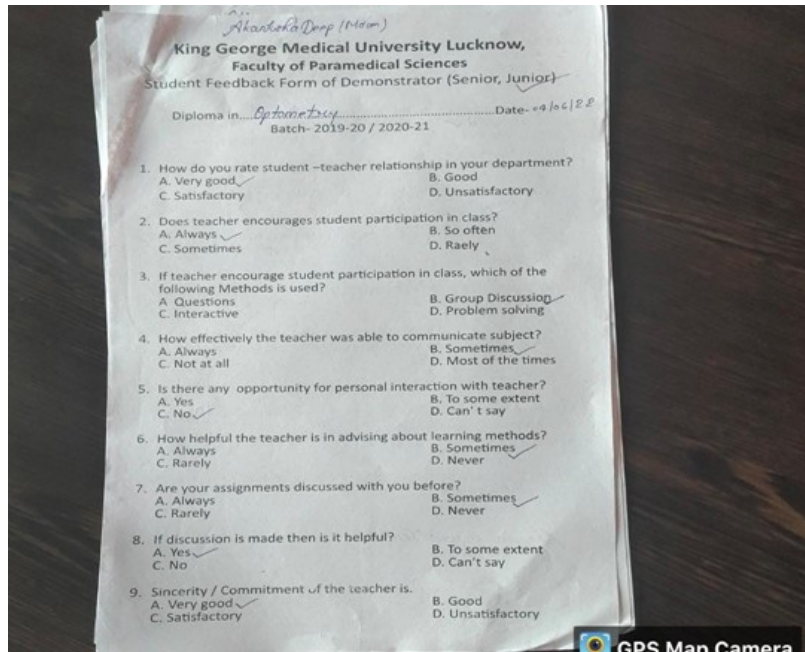 Akanksha Deep (Mdam)
King George Medical University Lucknow,
Faculty of Paramedical Sciences
Student Feedback Form of Demonstrator (Senior, Junior)
Diploma in....Optometry....Date- 04/06/22
Batch- 2019-20 / 2020-21
1. How do you rate student –teacher relationship in your department?
A. Very good B. Good
C. Satisfactory D. Unsatisfactory
2. Does teacher encourages student participation in class?
A. Always B. So often
C. Sometimes D. Raely
3. If teacher encourage student participation in class, which of the
following Methods is used?
A Questions B. Group Discussion
C. Interactive D. Problem solving
4. How effectively the teacher was able to communicate subject?
A. Always B. Sometimes
C. Not at all D. Most of the times
5. Is there any opportunity for personal interaction with teacher?
A. Yes B. To some extent
C. No D. Can' t say
6. How helpful the teacher is in advising about learning methods?
A. Always B. Sometimes
C. Rarely D. Never
7. Are your assignments discussed with you before?
A. Always B. Sometimes
C. Rarely D. Never
8. If discussion is made then is it helpful?
A. Yes B. To some extent
C. No D. Can't say
9. Sincerity / Commitment of the teacher is.
A. Very good B. Good
C. Satisfactory D. Unsatisfactory
GPS Map Camera